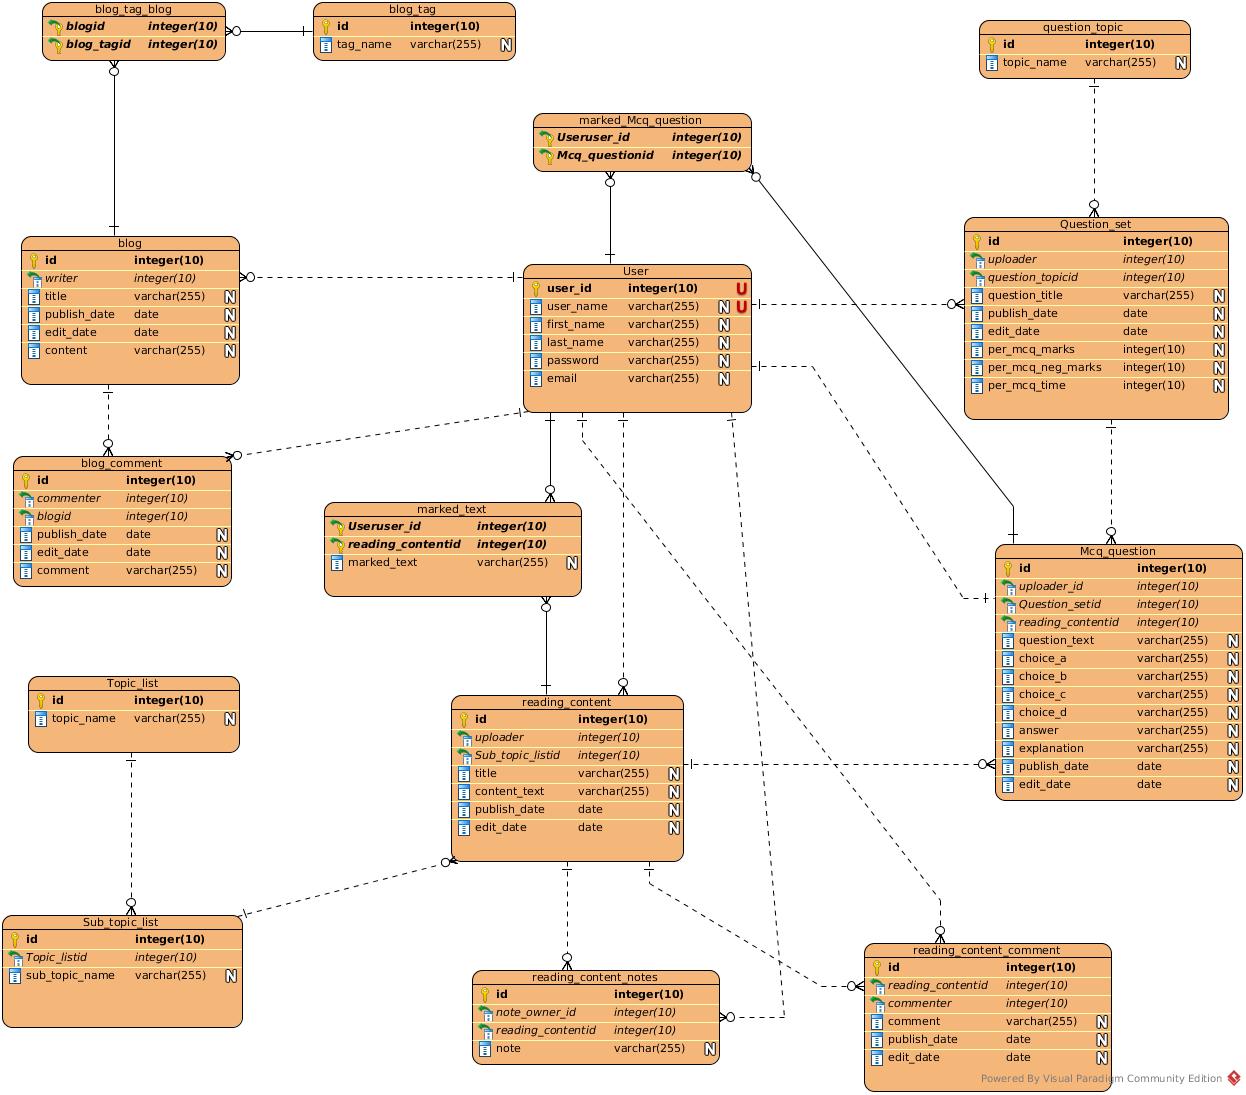 blog_tag_blog
blogid integer(10)
blog_tagid integer(10)
blog_tag
id integer(10)
tag_name varchar(255) N
question_topic
id integer(10)
topic_name varchar(255) N
marked_Mcq_question
Useruser_id integer(10)
Mcq_questionid integer(10)
blog
id integer(10)
writer integer(10)
title varchar(255) N
publish_date date N
edit_date date N
content varchar(255) N
User
user_id integer(10) U
user_name varchar(255) N U
first_name varchar(255) N
last_name varchar(255) N
password varchar(255) N
email varchar(255) N
Question_set
id integer(10)
uploader integer(10)
question_topicid integer(10)
question_title varchar(255) N
publish_date date N
edit_date date N
per_mcq_marks integer(10) N
per_mcq_neg_marks integer(10) N
per_mcq_time integer(10) N
blog_comment
id integer(10)
commenter integer(10)
blogid integer(10)
publish_date date N
edit_date date N
comment varchar(255) N
marked_text
Useruser_id integer(10)
reading_contentid integer(10)
marked_text varchar(255) N
Mcq_question
id integer(10)
uploader_id integer(10)
Question_setid integer(10)
reading_contentid integer(10)
question_text varchar(255) N
choice_a varchar(255) N
choice_b varchar(255) N
choice_c varchar(255) N
choice_d varchar(255) N
answer varchar(255) N
explanation varchar(255) N
publish_date date N
edit_date date N
Topic_list
id integer(10)
topic_name varchar(255) N
reading_content
id integer(10)
uploader integer(10)
Sub_topic_listid integer(10)
title varchar(255) N
content_text varchar(255) N
publish_date date N
edit_date date N
Sub_topic_list
id integer(10)
Topic_listid integer(10)
sub_topic_name varchar(255) N
reading_content_notes
id integer(10)
note_owner_id integer(10)
reading_contentid integer(10)
note varchar(255) N
reading_content_comment
id integer(10)
reading_contentid integer(10)
commenter integer(10)
comment varchar(255) N
publish_date date N
edit_date date N
Powered By Visual Paradigm Community Edition